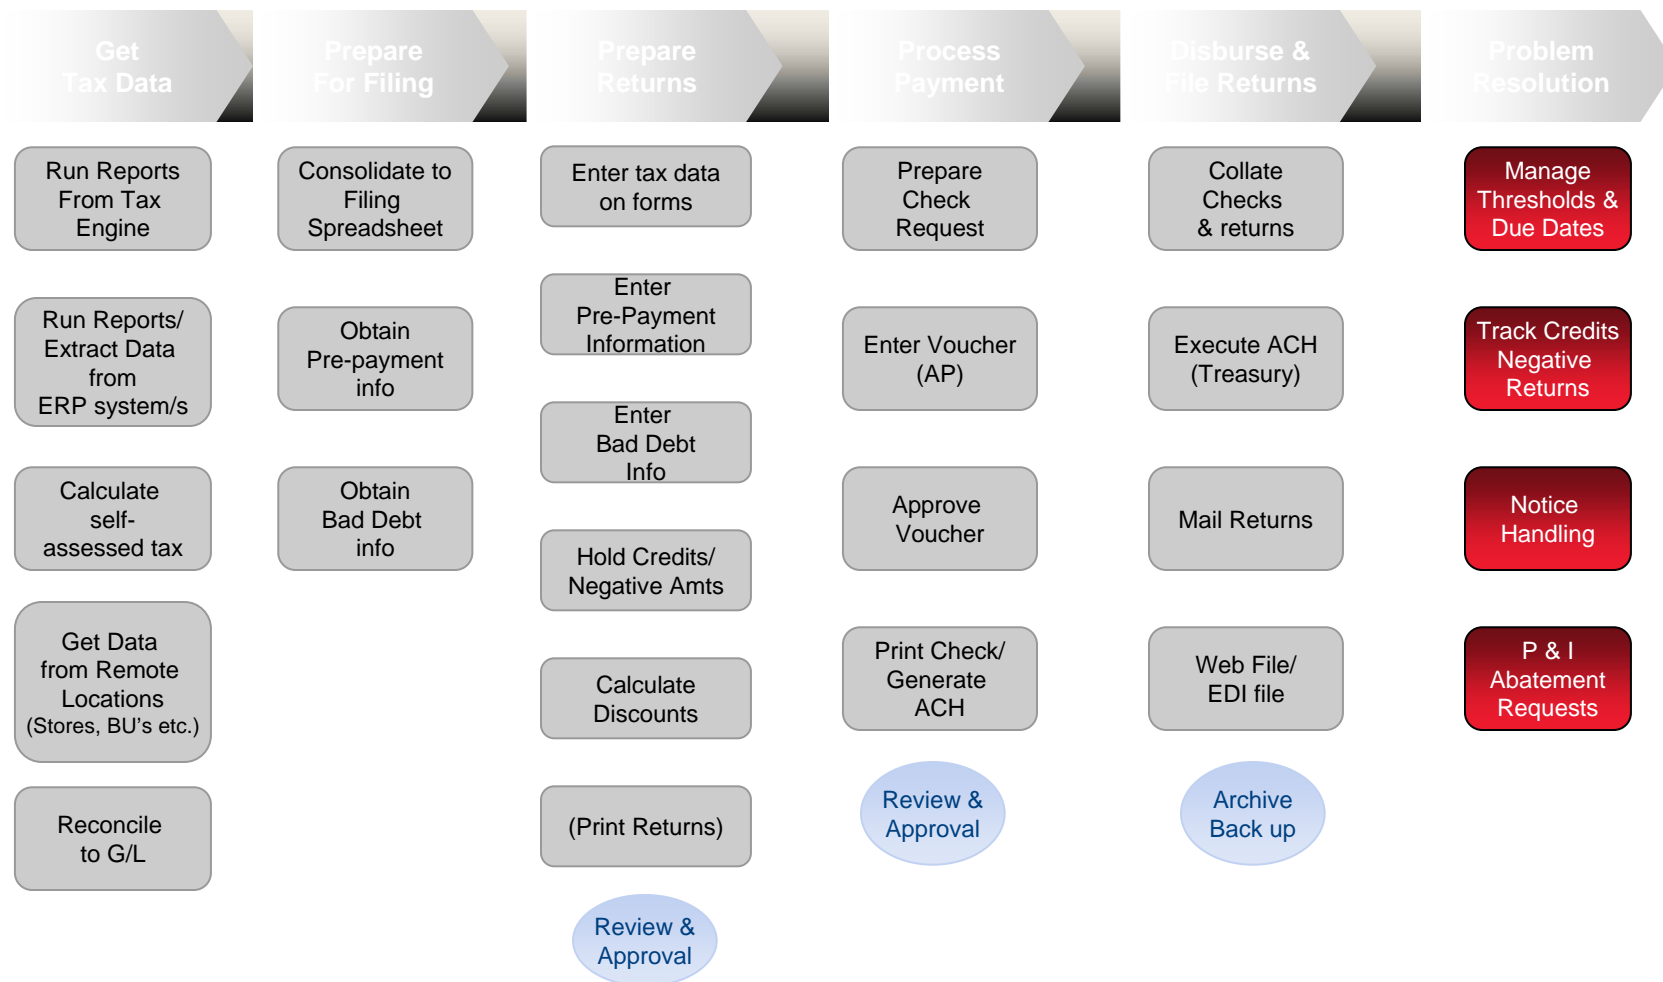 Get
Tax Data
Prepare
For Filing
Prepare
Returns
Process
Payment
Disburse &
File Returns
Problem
Resolution
Run Reports
From Tax
Engine
Run Reports/
Extract Data
from
ERP system/s
Calculate
self-
assessed tax
Get Data
from Remote
Locations
(Stores, BU's etc.)
Reconcile
to G/L
Consolidate to
Filing
Spreadsheet
Obtain
Pre-payment
info
Obtain
Bad Debt
info
Enter tax data
on forms
Enter
Pre-Payment
Information
Enter
Bad Debt
Info
Hold Credits/
Negative Amts
Calculate
Discounts
(Print Returns)
Review &
Approval
Prepare
Check
Request
Enter Voucher
(AP)
Approve
Voucher
Print Check/
Generate
ACH
Review &
Approval
Collate
Checks
& returns
Execute ACH
(Treasury)
Mail Returns
Web File/
EDI file
Archive
Back up
Manage
Thresholds &
Due Dates
Track Credits
Negative
Returns
Notice
Handling
P & I
Abatement
Requests